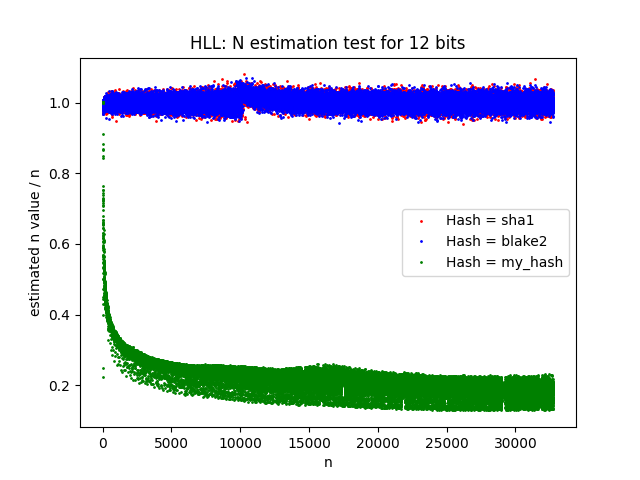 HLL: N estimation test for 12 bits
estimated n value / n
1.0
0.8
0.6
0.4
0.2
Hash = sha1
Hash = blake2
Hash = my_hash
0 5000 10000 15000 20000 25000 30000
n